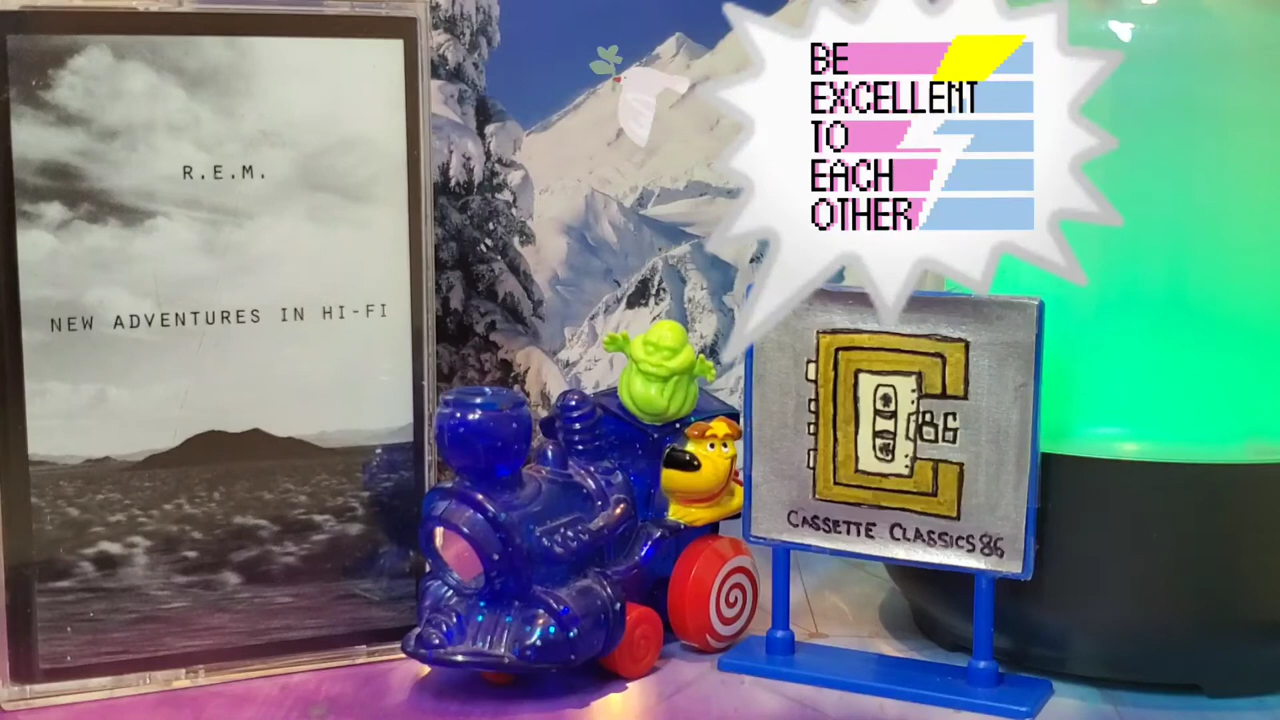 R.E.M.
NEW ADVENTURES IN HI-FI
BE
EXCELLENT
TO
EACH
OTHER
86
CASSETTE CLASSICS 86